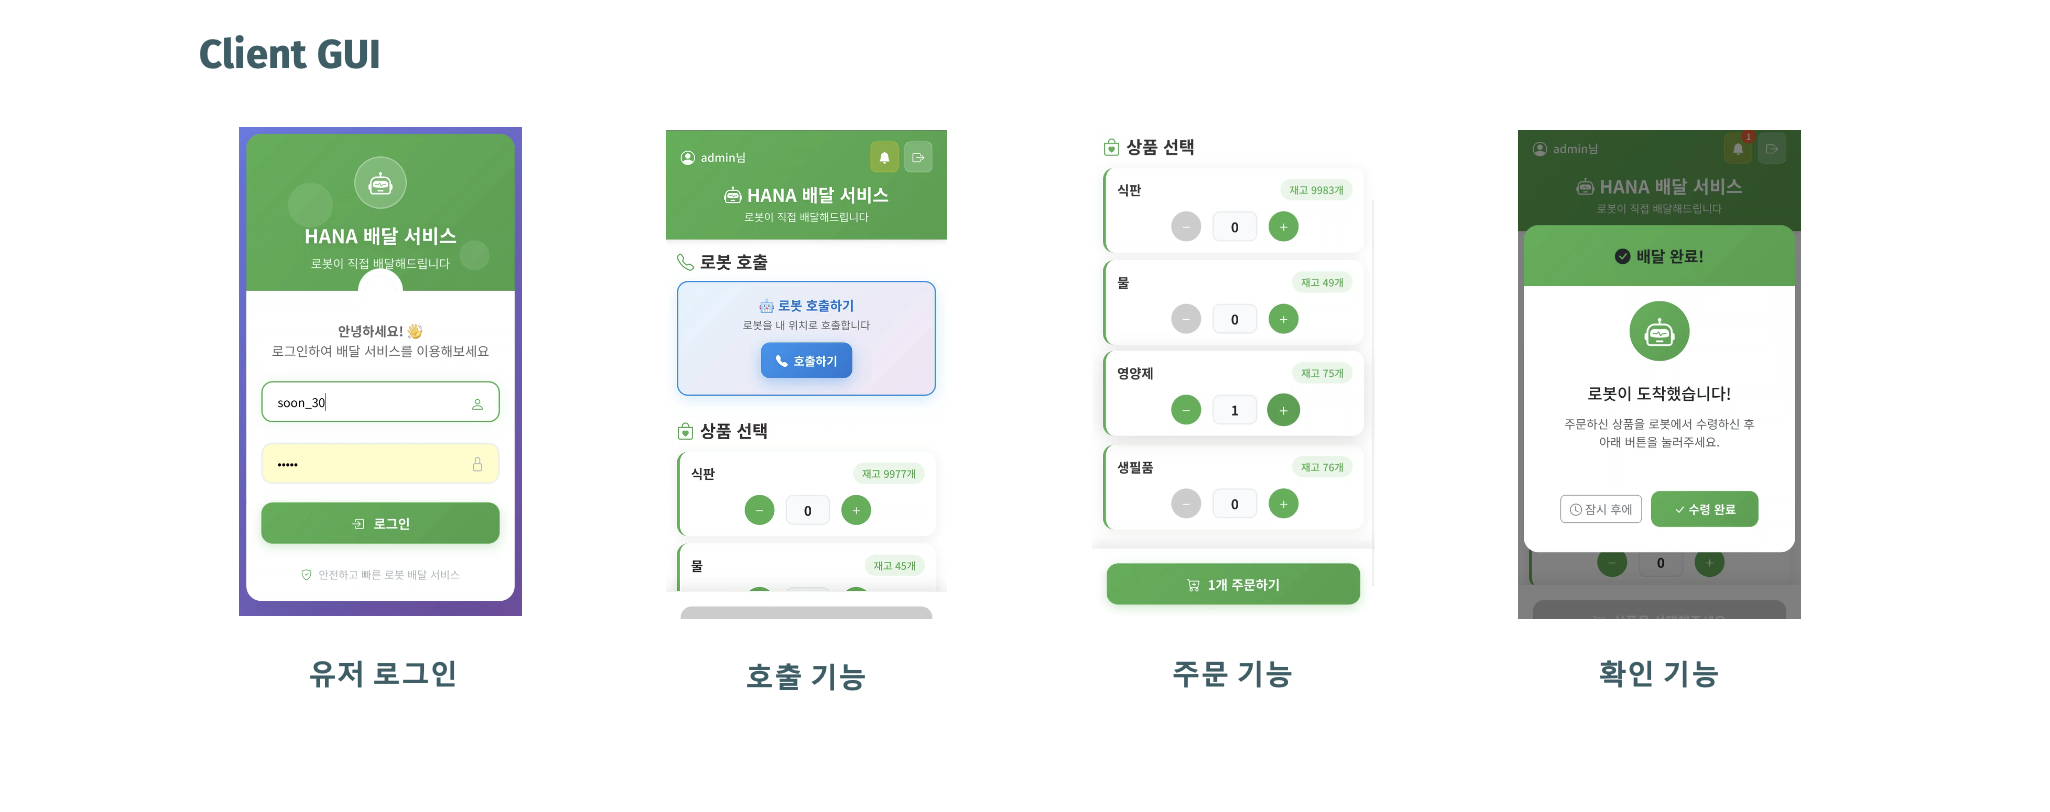 Client GUI
HANA 배달 서비스
로봇이 직접 배달해드립니다
안녕하세요! 👋
로그인하여 배달 서비스를 이용해보세요
soon_30
•••••
로그인
안전하고 빠른 로봇 배달 서비스
유저 로그인
admin님
HANA 배달 서비스
로봇이 직접 배달해드립니다
로봇 호출
로봇 호출하기
로봇을 내 위치로 호출합니다
호출하기
상품 선택
식판
재고 9977개
−
0
+
물
재고 45개
호출 기능
상품 선택
식판
재고 9983개
−
0
+
물
재고 49개
−
0
+
영양제
재고 75개
−
1
+
생필품
재고 76개
−
0
+
1개 주문하기
주문 기능
admin님
1
HANA 배달 서비스
로봇이 직접 배달해드립니다
배달 완료!
로봇이 도착했습니다!
주문하신 상품을 로봇에서 수령하신 후
아래 버튼을 눌러주세요.
잠시 후에
수령 완료
−
0
+
확인 기능